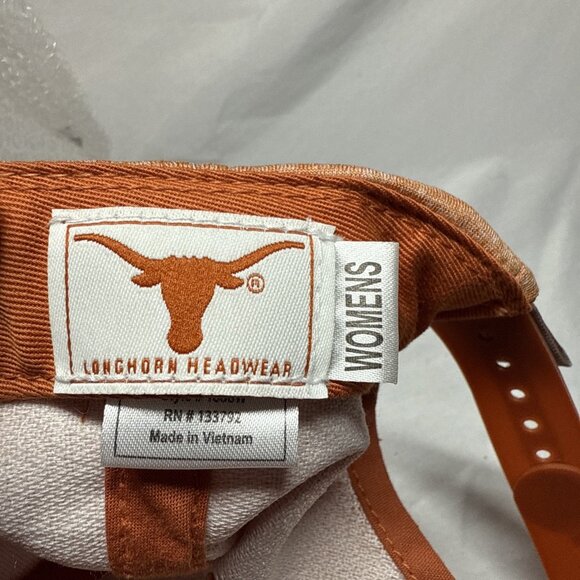 ®
LONGHORN HEADWEAR
WOMENS
RN # 133792
Made in Vietnam